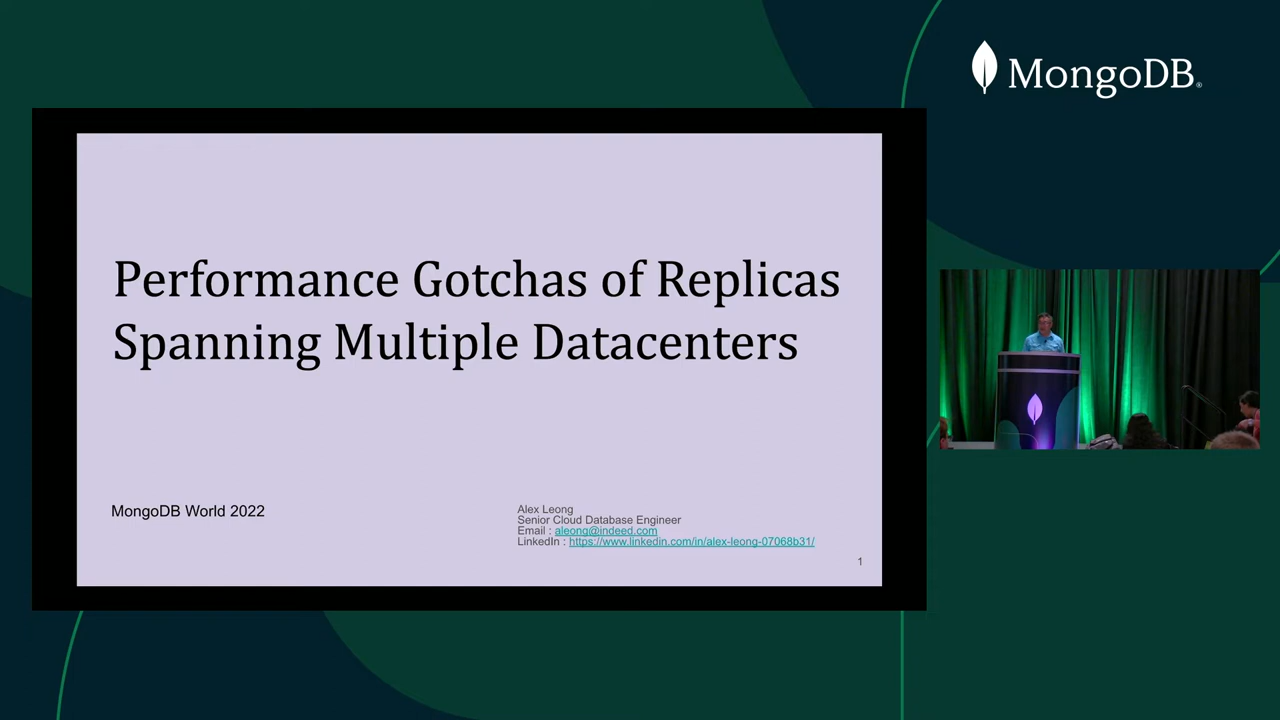 MongoDB®
Performance Gotchas of Replicas
Spanning Multiple Datacenters
MongoDB World 2022
Alex Leong
Senior Cloud Database Engineer
Email : aleong@indeed.com
LinkedIn : https://www.linkedin.com/in/alex-leong-07068b31/
1